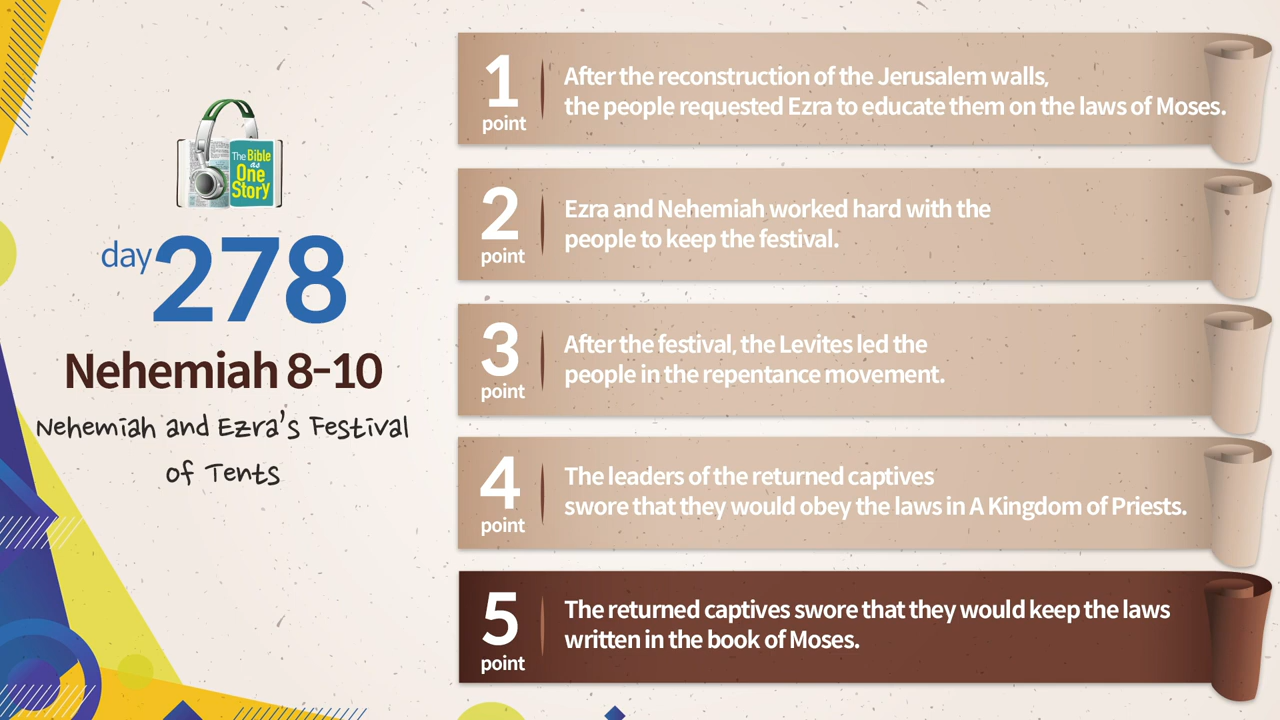 The Bible
as
One
Story
day 278
Nehemiah 8-10
Nehemiah and Ezra's Festival
of Tents
1
point
After the reconstruction of the Jerusalem walls,
the people requested Ezra to educate them on the laws of Moses.
2
point
Ezra and Nehemiah worked hard with the
people to keep the festival.
3
point
After the festival, the Levites led the
people in the repentance movement.
4
point
The leaders of the returned captives
swore that they would obey the laws in A Kingdom of Priests.
5
point
The returned captives swore that they would keep the laws
written in the book of Moses.